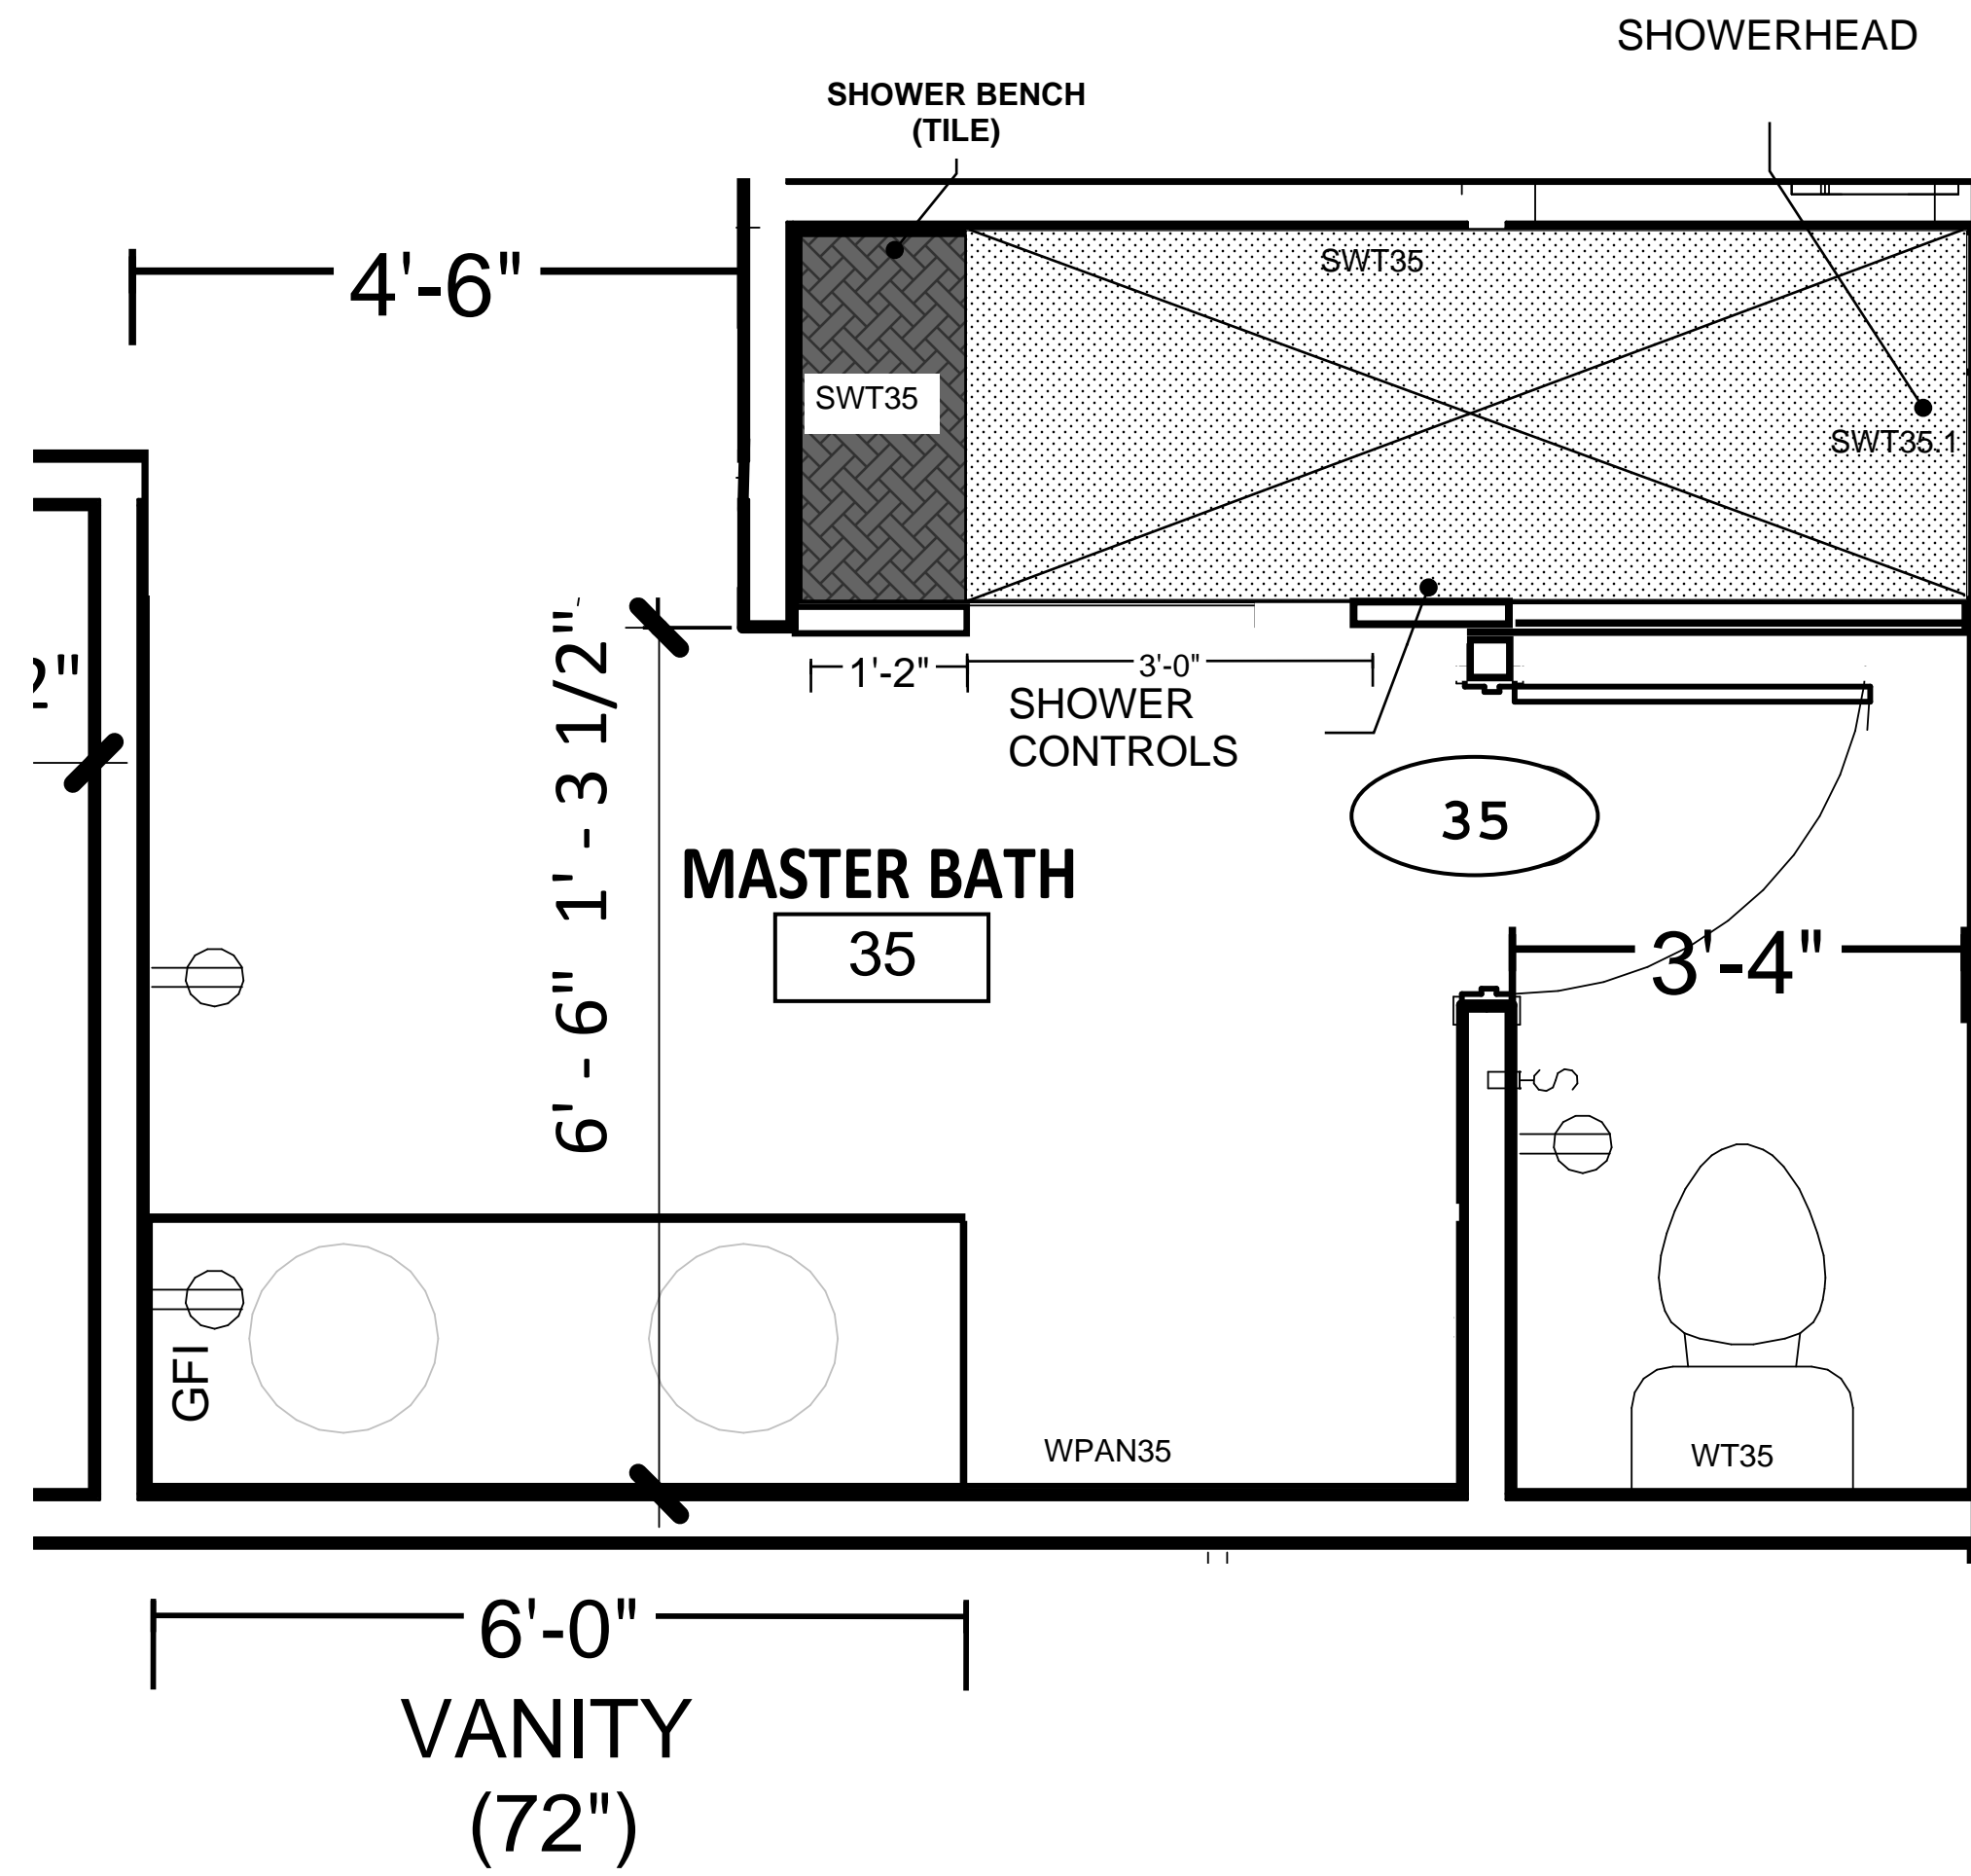 SHOWERHEAD
SHOWER BENCH
(TILE)
4'-6"
SWT35
SWT35
SWT35.1
1'-2"
3'-0"
SHOWER
CONTROLS
6' - 6" 1' - 3 1/2"
35
MASTER BATH
35
3'-4"
S
GFI
WPAN35
WT35
6'-0"
VANITY
(72")